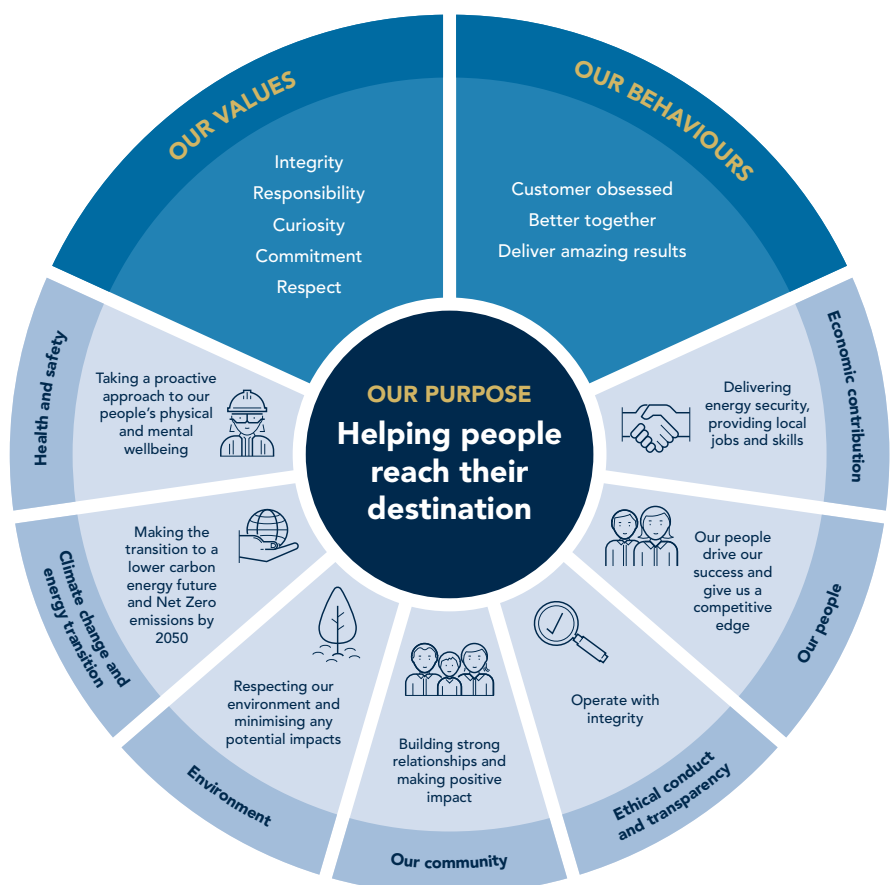 OUR VALUES
Integrity
Responsibility
Curiosity
Commitment
Respect
OUR BEHAVIOURS
Customer obsessed
Better together
Deliver amazing results
OUR PURPOSE
Helping people
reach their
destination
Health and safety
Taking a proactive
approach to our
people's physical
and mental
wellbeing
Economic contribution
Delivering
energy security,
providing local
jobs and skills
Climate change and
energy transition
Making the
transition to a
lower carbon
energy future
and Net Zero
emissions by
2050
Our people
Our people
drive our
success and
give us a
competitive
edge
Environment
Respecting our
environment and
minimising any
potential impacts
Our community
Building strong
relationships and
making positive
impact
Ethical conduct
and transparency
Operate with
integrity